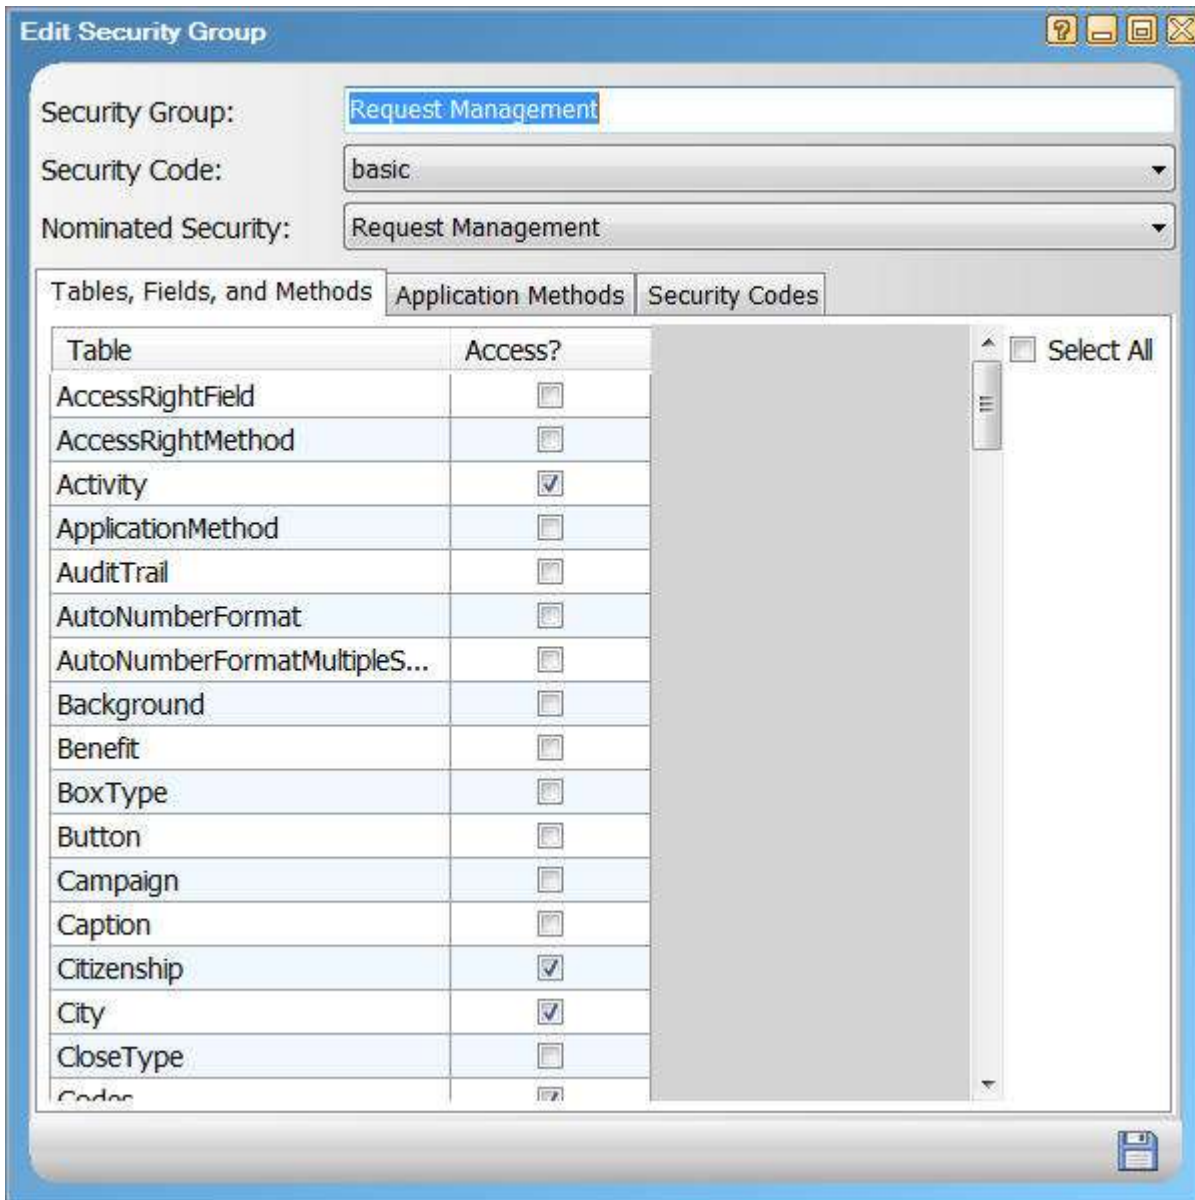 Edit Security Group
Security Group: Request Management
Security Code: basic
Nominated Security: Request Management
Tables, Fields, and Methods Application Methods Security Codes
Table Access? Select All
AccessRightField
AccessRightMethod
Activity
ApplicationMethod
AuditTrail
AutoNumberFormat
AutoNumberFormatMultipleS...
Background
Benefit
BoxType
Button
Campaign
Caption
Citizenship
City
CloseType
Codes